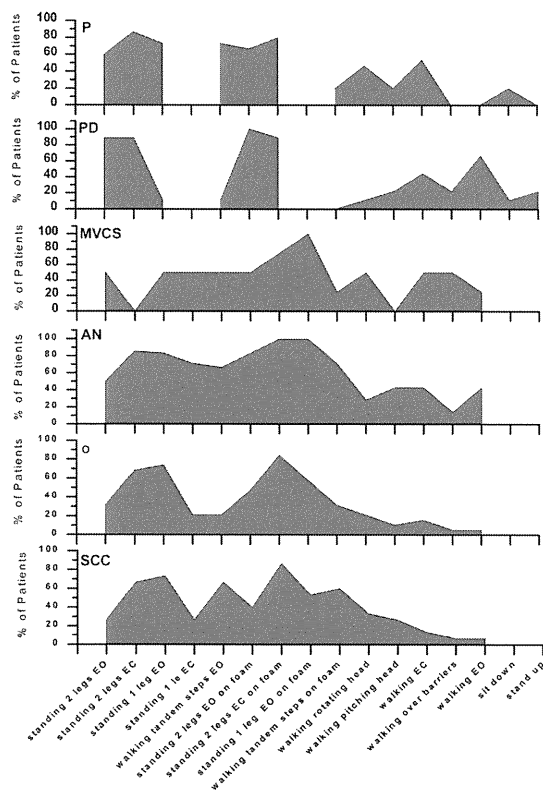 P
% of Patients
100
80
60
40
20
0
PD
% of Patients
100
80
60
40
20
0
MVCS
% of Patients
100
80
60
40
20
0
AN
% of Patients
100
80
60
40
20
0
O
% of Patients
100
80
60
40
20
0
SCC
% of Patients
100
80
60
40
20
0
standing 2 legs EO
standing 2 legs EC
standing 1 leg EO
standing 1 le EC
walking tandem steps EO
standing 2 legs EO on foam
standing 2 legs EC on foam
standing 1 leg EO on foam
walking tandem steps on foam
walking rotating head
walking pitching head
walking EC
walking over barriers
walking EO
sit down
stand up